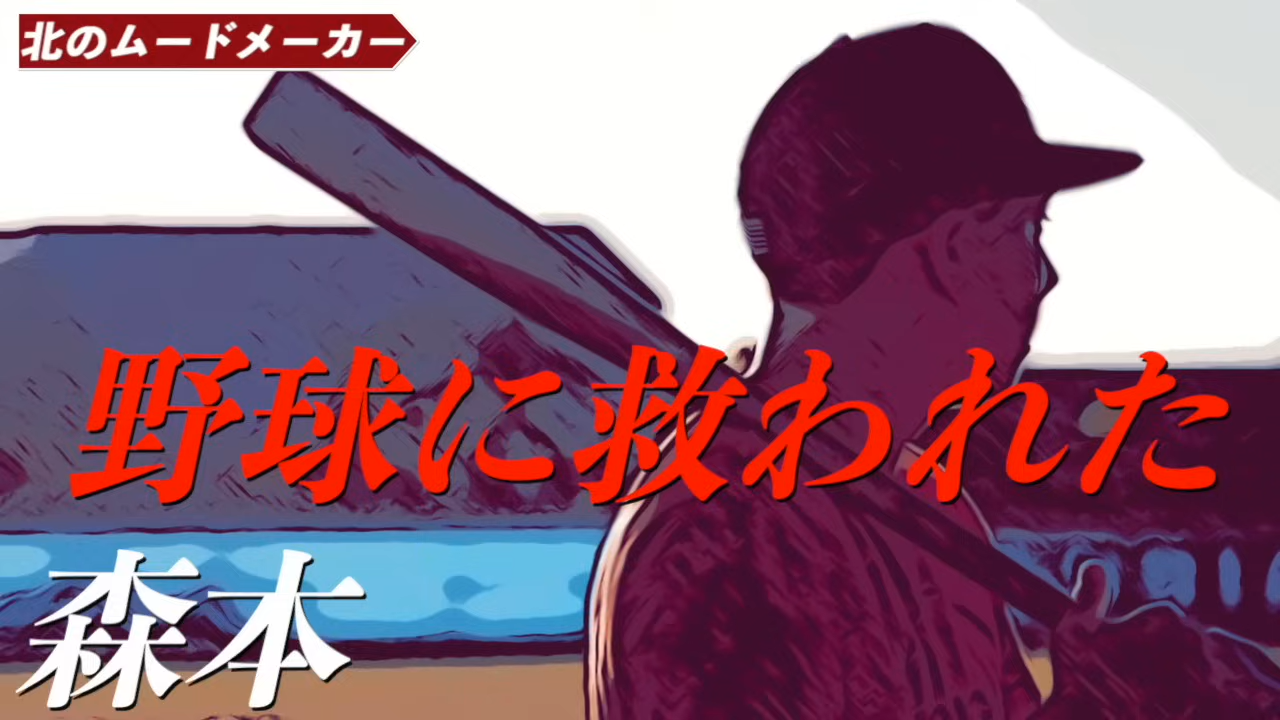 北のムードメーカー
野球に救われた
森本